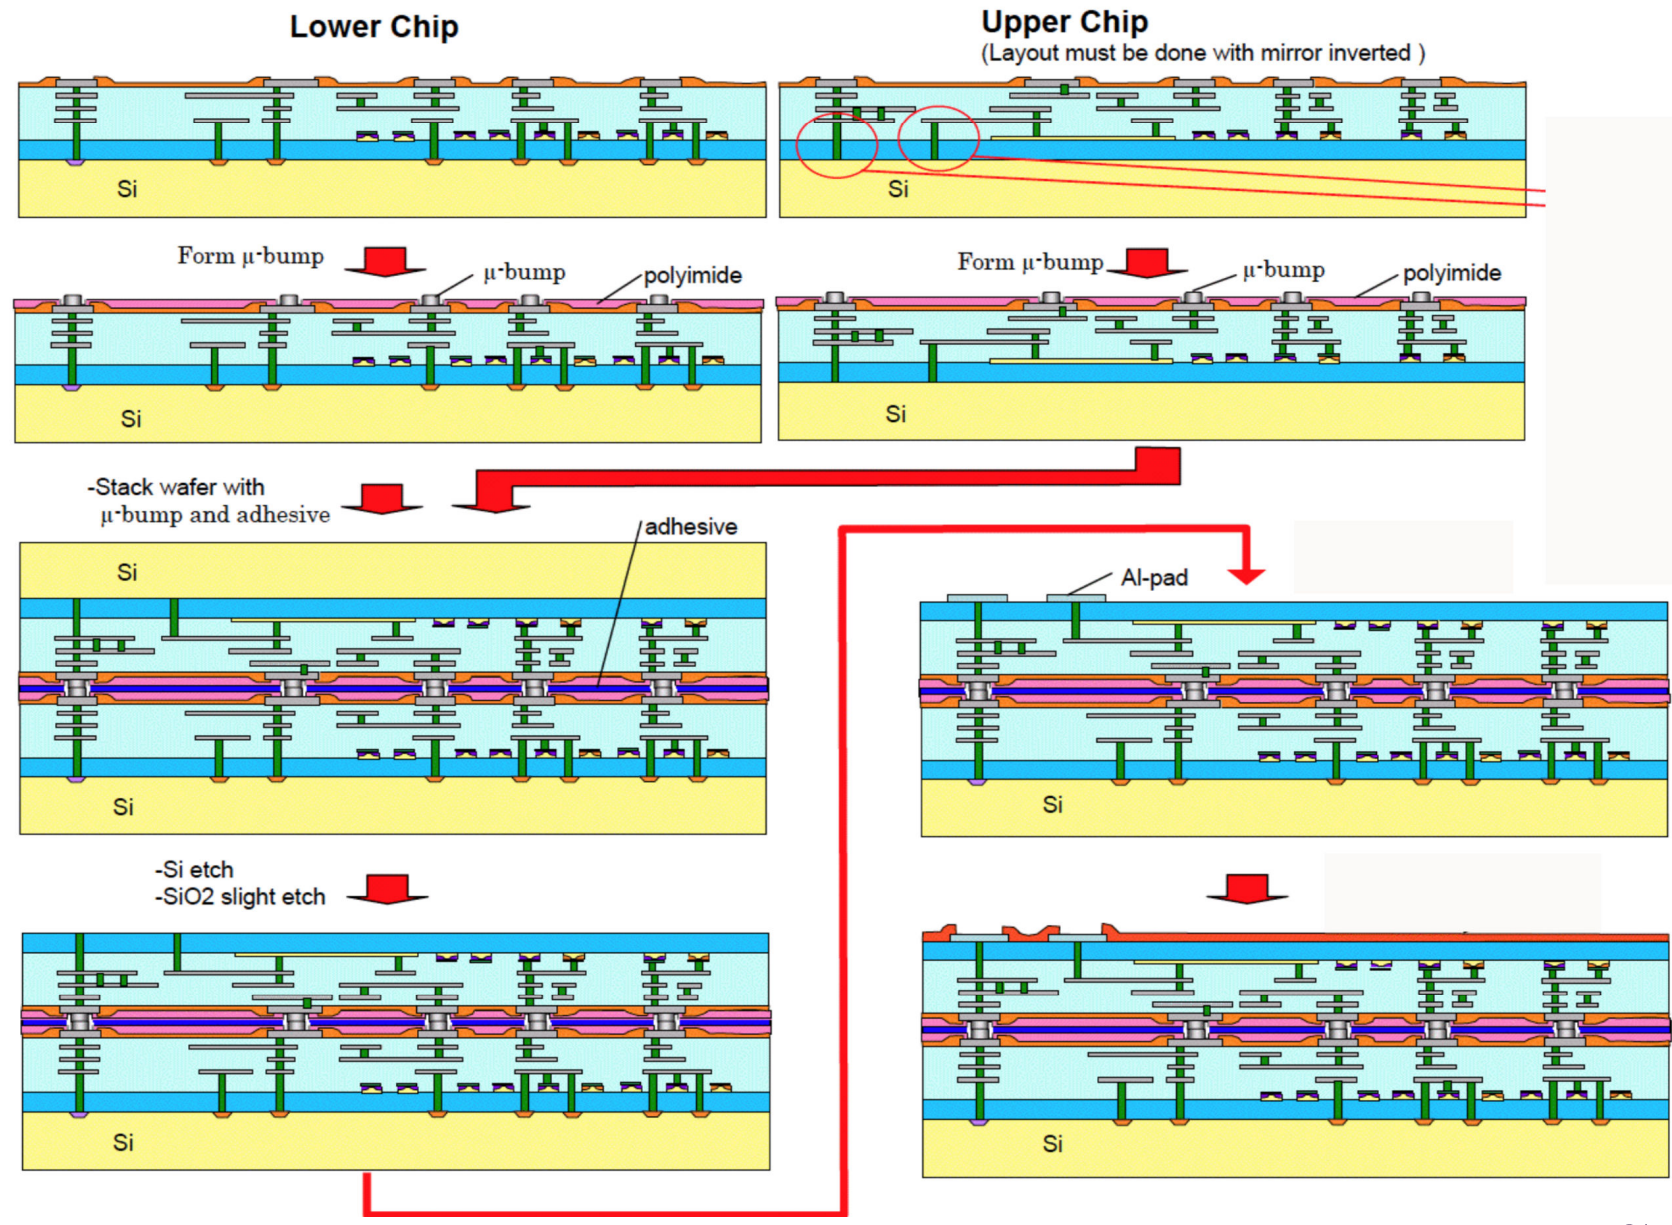 Lower Chip
Upper Chip
(Layout must be done with mirror inverted )
Si
Si
Form µ-bump
µ-bump
polyimide
Form µ-bump
µ-bump
polyimide
Si
Si
-Stack wafer with
µ-bump and adhesive
adhesive
Si
Al-pad
Si
Si
-Si etch
-SiO2 slight etch
Si
Si